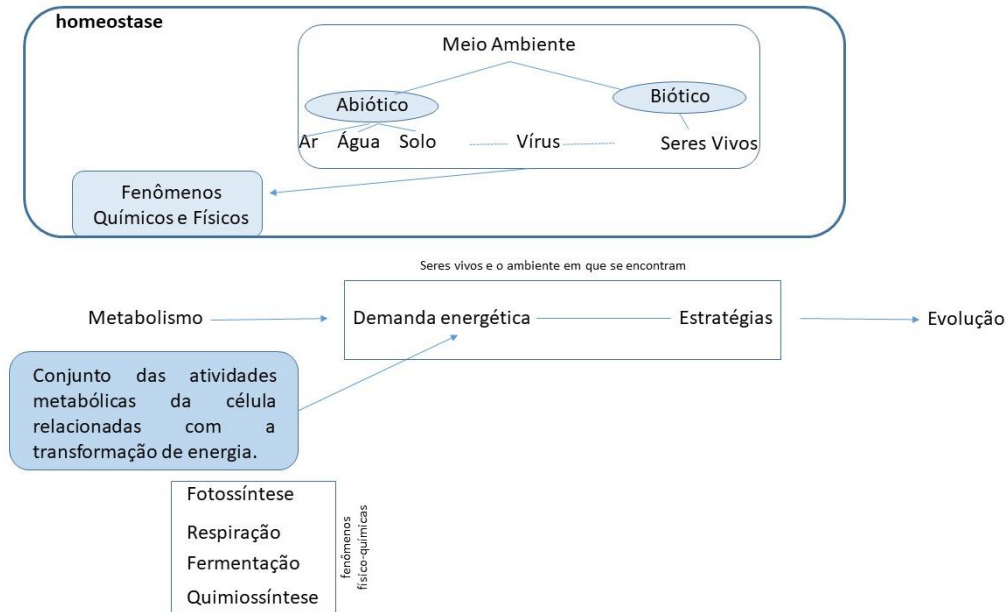 homeostase
Meio Ambiente
Abiótico
Biótico
Ar Água Solo Vírus Seres Vivos
Fenômenos
Químicos e Físicos
Seres vivos e o ambiente em que se encontram
Metabolismo Demanda energética Estratégias Evolução
Conjunto das atividades
metabólicas da célula
relacionadas com a
transformação de energia.
Fotossíntese
Respiração
Fermentação
Quimiossíntese
fenômenos
físico-químicas